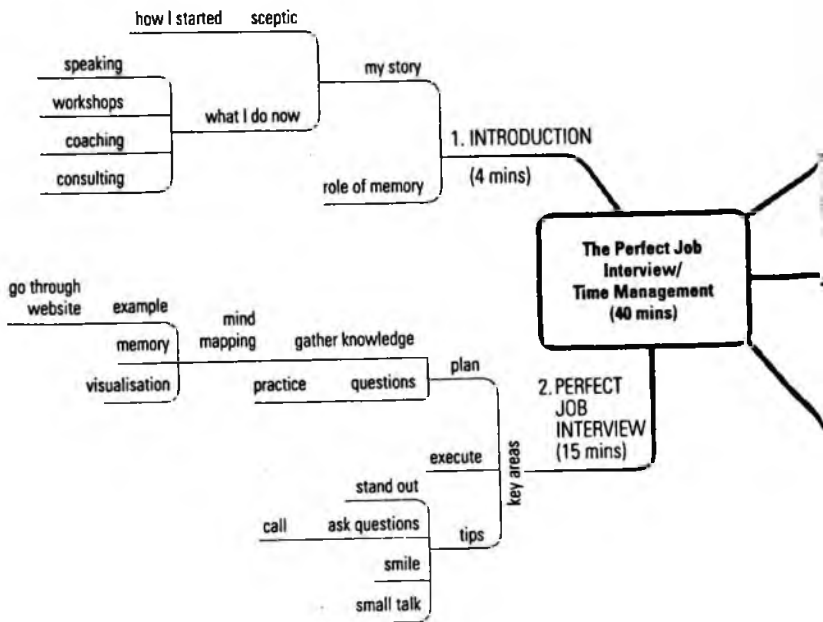 how I started sceptic
speaking
my story
workshops
what I do now
coaching
1. INTRODUCTION
(4 mins)
consulting
role of memory
The Perfect Job
Interview/
Time Management
(40 mins)
go through
website
example
mind
mapping
memory
gather knowledge
visualisation
practice questions
plan
2. PERFECT
JOB
INTERVIEW
(15 mins)
key areas
execute
stand out
call ask questions
tips
smile
small talk